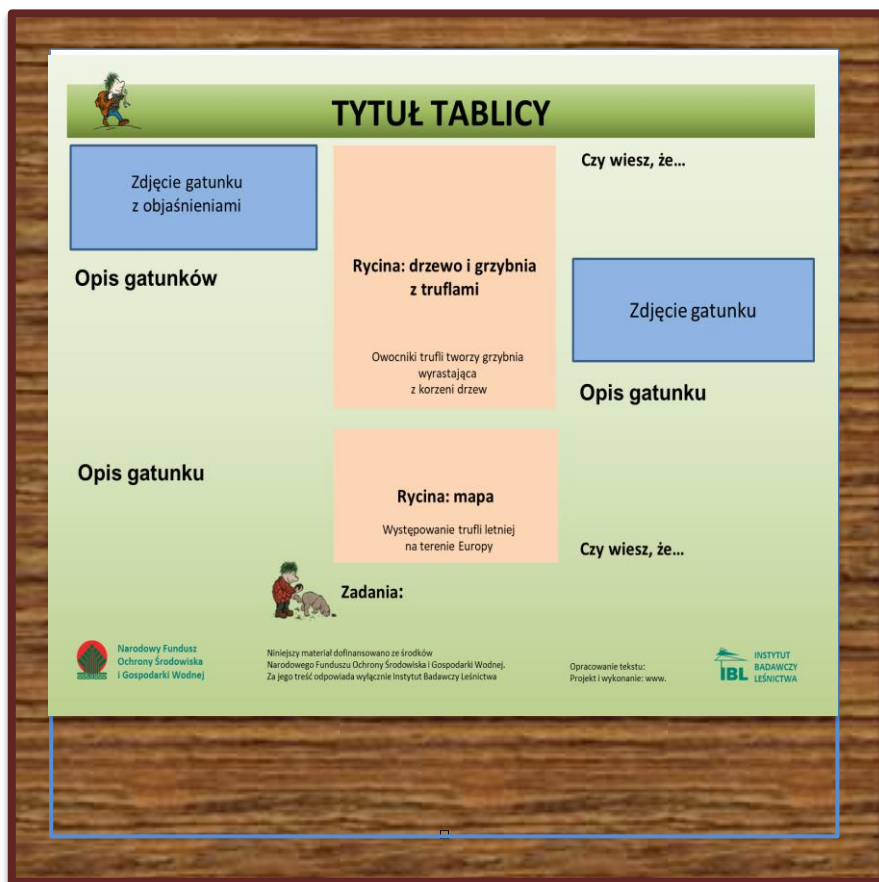 TYTUŁ TABLICY
Zdjęcie gatunku
z objaśnieniami
Opis gatunków
Opis gatunku
Rycina: drzewo i grzybnia
z truflami
Owocniki trufli tworzy grzybnia
wyrastająca
z korzeni drzew
Rycina: mapa
Występowanie trufli letniej
na terenie Europy
Czy wiesz, że...
Zdjęcie gatunku
Opis gatunku
Czy wiesz, że...
Zadania:
Narodowy Fundusz
Ochrony Środowiska
i Gospodarki Wodnej
Niniejszy materiał dofinansowano ze środków
Narodowego Funduszu Ochrony Środowiska i Gospodarki Wodnej.
Za jego treść odpowiada wyłącznie Instytut Badawczy Leśnictwa
Opracowanie tekstu:
Projekt i wykonanie: www.
IBL
INSTYTUT
BADAWCZY
LEŚNICTWA